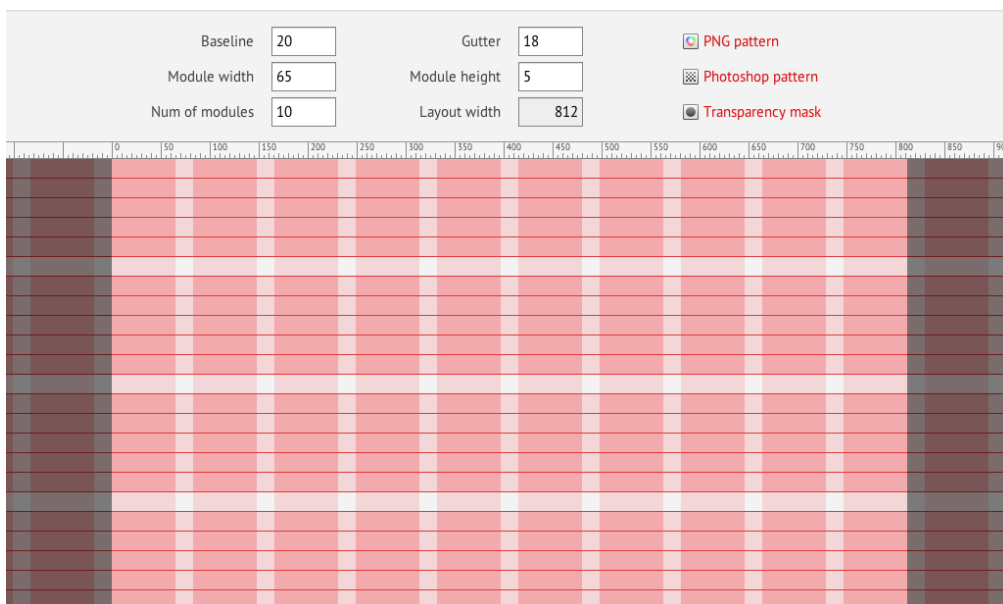 Baseline 20 Gutter 18 PNG pattern
Module width 65 Module height 5 Photoshop pattern
Num of modules 10 Layout width 812 Transparency mask
0 50 100 150 200 250 300 350 400 450 500 550 600 650 700 750 800 850